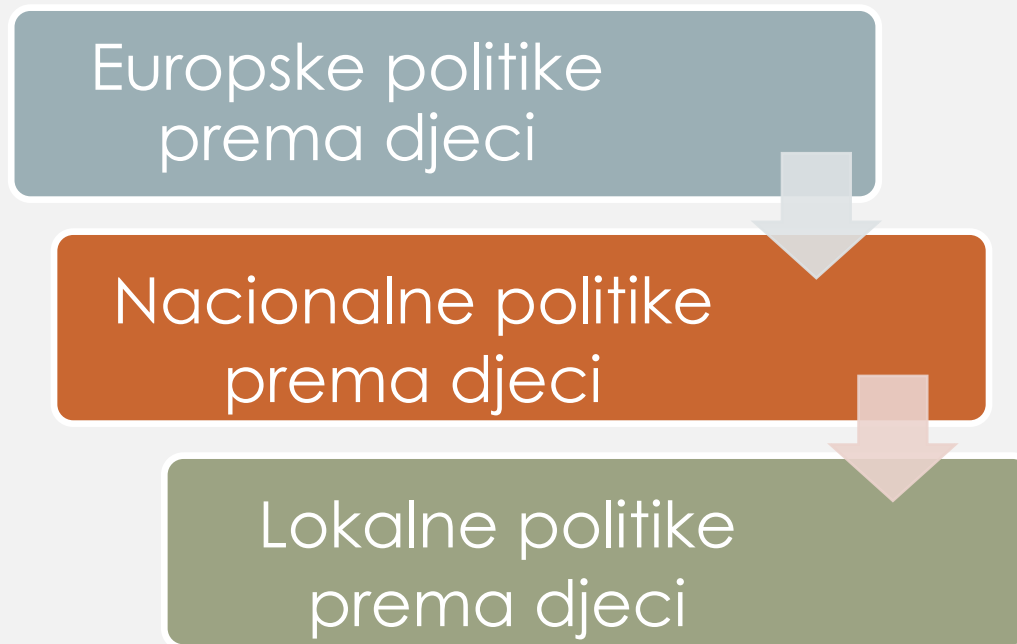 Europske politike
prema djeci
Nacionalne politike
prema djeci
Lokalne politike
prema djeci